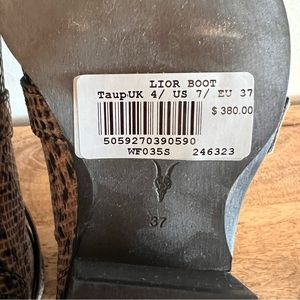 LIOR BOOT
TaupUK 4/ US 7/ EU 37
$ 380.00
5059270390590
WF035S 246323
37